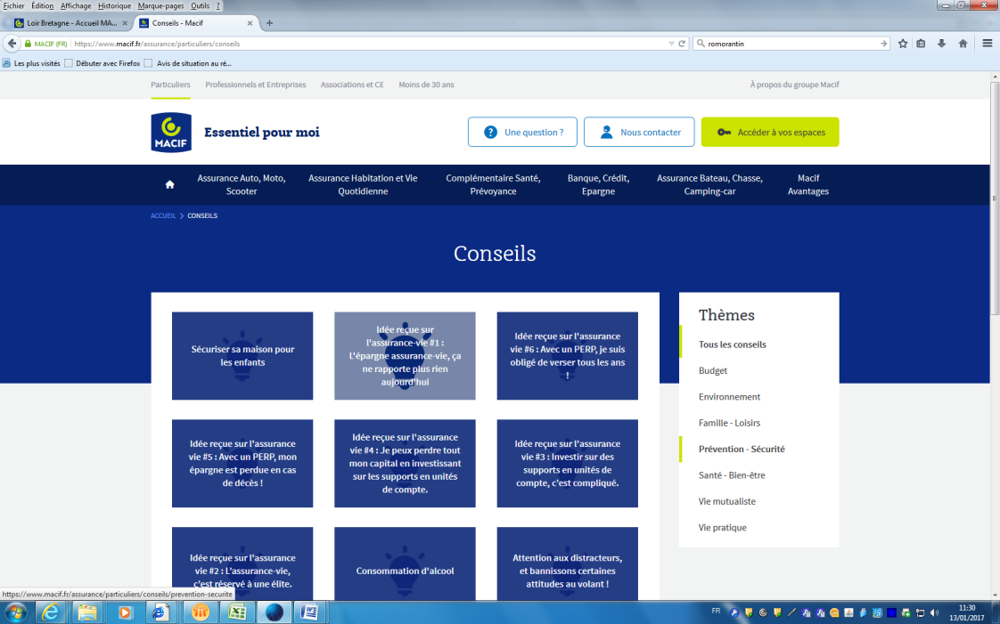 Fichier Édition Affichage Historique Marque-pages Outils ?
Loir Bretagne - Accueil MA... × Conseils - Macif × +
MACIF (FR) https://www.macif.fr/assurance/particuliers/conseils romorantin
Les plus visités Débuter avec Firefox Avis de situation au ré...
Particuliers Professionnels et Entreprises Associations et CE Moins de 30 ans À propos du groupe Macif
MACIF Essentiel pour moi ? Une question ? Nous contacter Accéder à vos espaces
Assurance Auto, Moto, Scooter
Assurance Habitation et Vie Quotidienne
Complémentaire Santé, Prévoyance
Banque, Crédit, Epargne
Assurance Bateau, Chasse, Camping-car
Macif Avantages
ACCUEIL > CONSEILS
Conseils
Sécuriser sa maison pour
les enfants
Idée reçue sur
l'assurance-vie #1 :
L'épargne assurance-vie, ça
ne rapporte plus rien
aujourd'hui
Idée reçue sur l'assurance
vie #6 : Avec un PERP, je suis
obligé de verser tous les ans
!
Idée reçue sur l'assurance
vie #5 : Avec un PERP, mon
épargne est perdue en cas
de décès !
Idée reçue sur l'assurance
vie #4 : Je peux perdre tout
mon capital en investissant
sur les supports en unités
de compte.
Idée reçue sur l'assurance
vie #3 : Investir sur des
supports en unités de
compte, c'est compliqué.
Idée reçue sur l'assurance
vie #2 : L'assurance-vie,
c'est réservé à une élite.
Consommation d'alcool
Attention aux distracteurs,
et bannissons certaines
attitudes au volant !
Thèmes
Tous les conseils
Budget
Environnement
Famille - Loisirs
Prévention - Sécurité
Santé - Bien-être
Vie mutualiste
Vie pratique
https://www.macif.fr/assurance/particuliers/conseils/prevention-securite
FR
11:30
13/01/2017